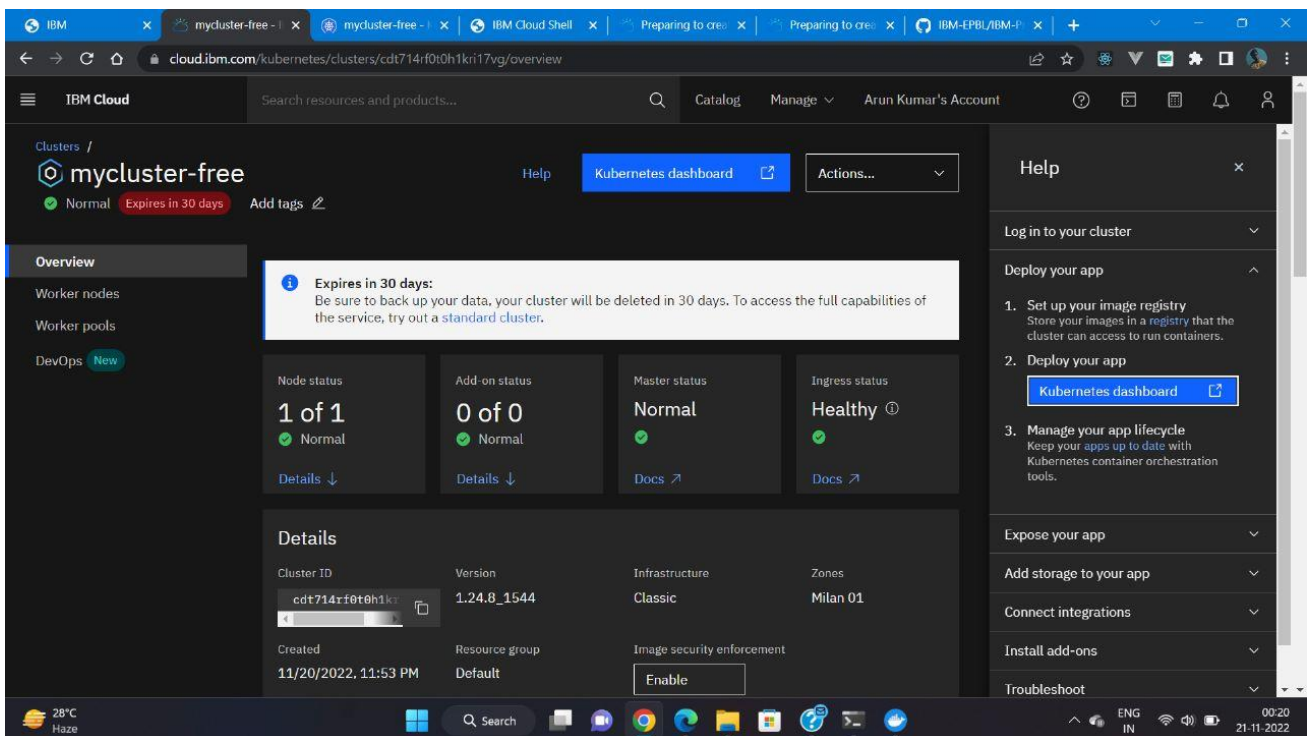 IBM
mycluster-free - I
mycluster-free -
IBM Cloud Shell
Preparing to crea
Preparing to crea
IBM-EPBL/IBM-P
cloud.ibm.com/kubernetes/clusters/cdt714rf0t0h1kri17vg/overview
IBM Cloud
Search resources and products...
Catalog
Manage
Arun Kumar's Account
Clusters /
mycluster-free
Help
Kubernetes dashboard
Actions...
Normal
Expires in 30 days
Add tags
Overview
Worker nodes
Worker pools
DevOps New
Expires in 30 days:
Be sure to back up your data, your cluster will be deleted in 30 days. To access the full capabilities of
the service, try out a standard cluster.
Node status
1 of 1
Normal
Details ↓
Add-on status
0 of 0
Normal
Details ↓
Master status
Normal
Docs ↗
Ingress status
Healthy
Docs ↗
Details
Cluster ID
cdt714rf0t0h1kr
Version
1.24.8_1544
Infrastructure
Classic
Zones
Milan 01
Created
11/20/2022, 11:53 PM
Resource group
Default
Image security enforcement
Enable
Help
Log in to your cluster
Deploy your app
1. Set up your image registry
Store your images in a registry that the
cluster can access to run containers.
2. Deploy your app
Kubernetes dashboard
3. Manage your app lifecycle
Keep your apps up to date with
Kubernetes container orchestration
tools.
Expose your app
Add storage to your app
Connect integrations
Install add-ons
Troubleshoot
28°C
Haze
Search
ENG
IN
00:20
21-11-2022